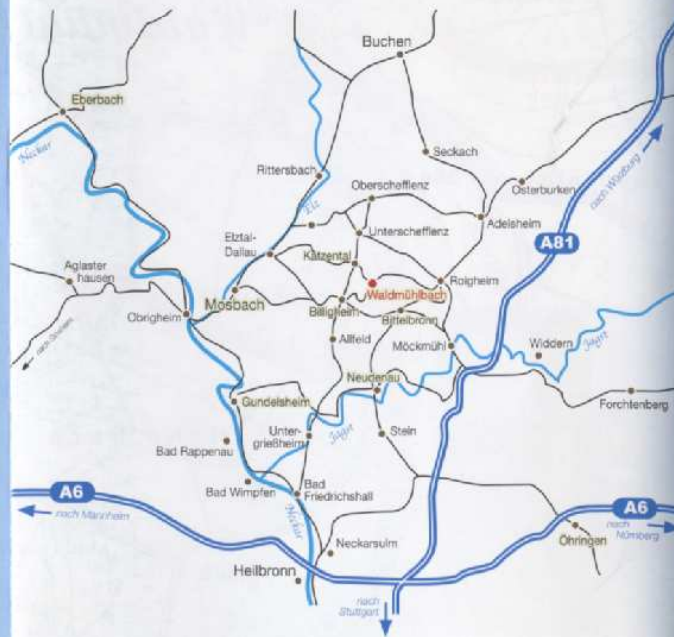 Buchen
Eberbach
Neckar
Seckach
nach Würzburg
Rittersbach
Oberschefflenz
Osterburken
Elz
Adelsheim
Unterschefflenz
Elztal-
Dallau
A81
Katzental
Aglaster
hausen
Roigheim
Waldmühlbach
Mosbach
Billigheim
Bittelbronn
Obrigheim
Allfeld
Möckmühl
Widdern
Jagst
Neudenau
Gundelsheim
Forchtenberg
Unter-
grießheim
Jagst
Stein
Bad Rappenau
Bad Wimpfen
Bad
Friedrichshall
A6
nach Mannheim
Neckar
A6
nach
Nürnberg
Öhringen
Neckarsulm
Heilbronn
nach
Stuttgart